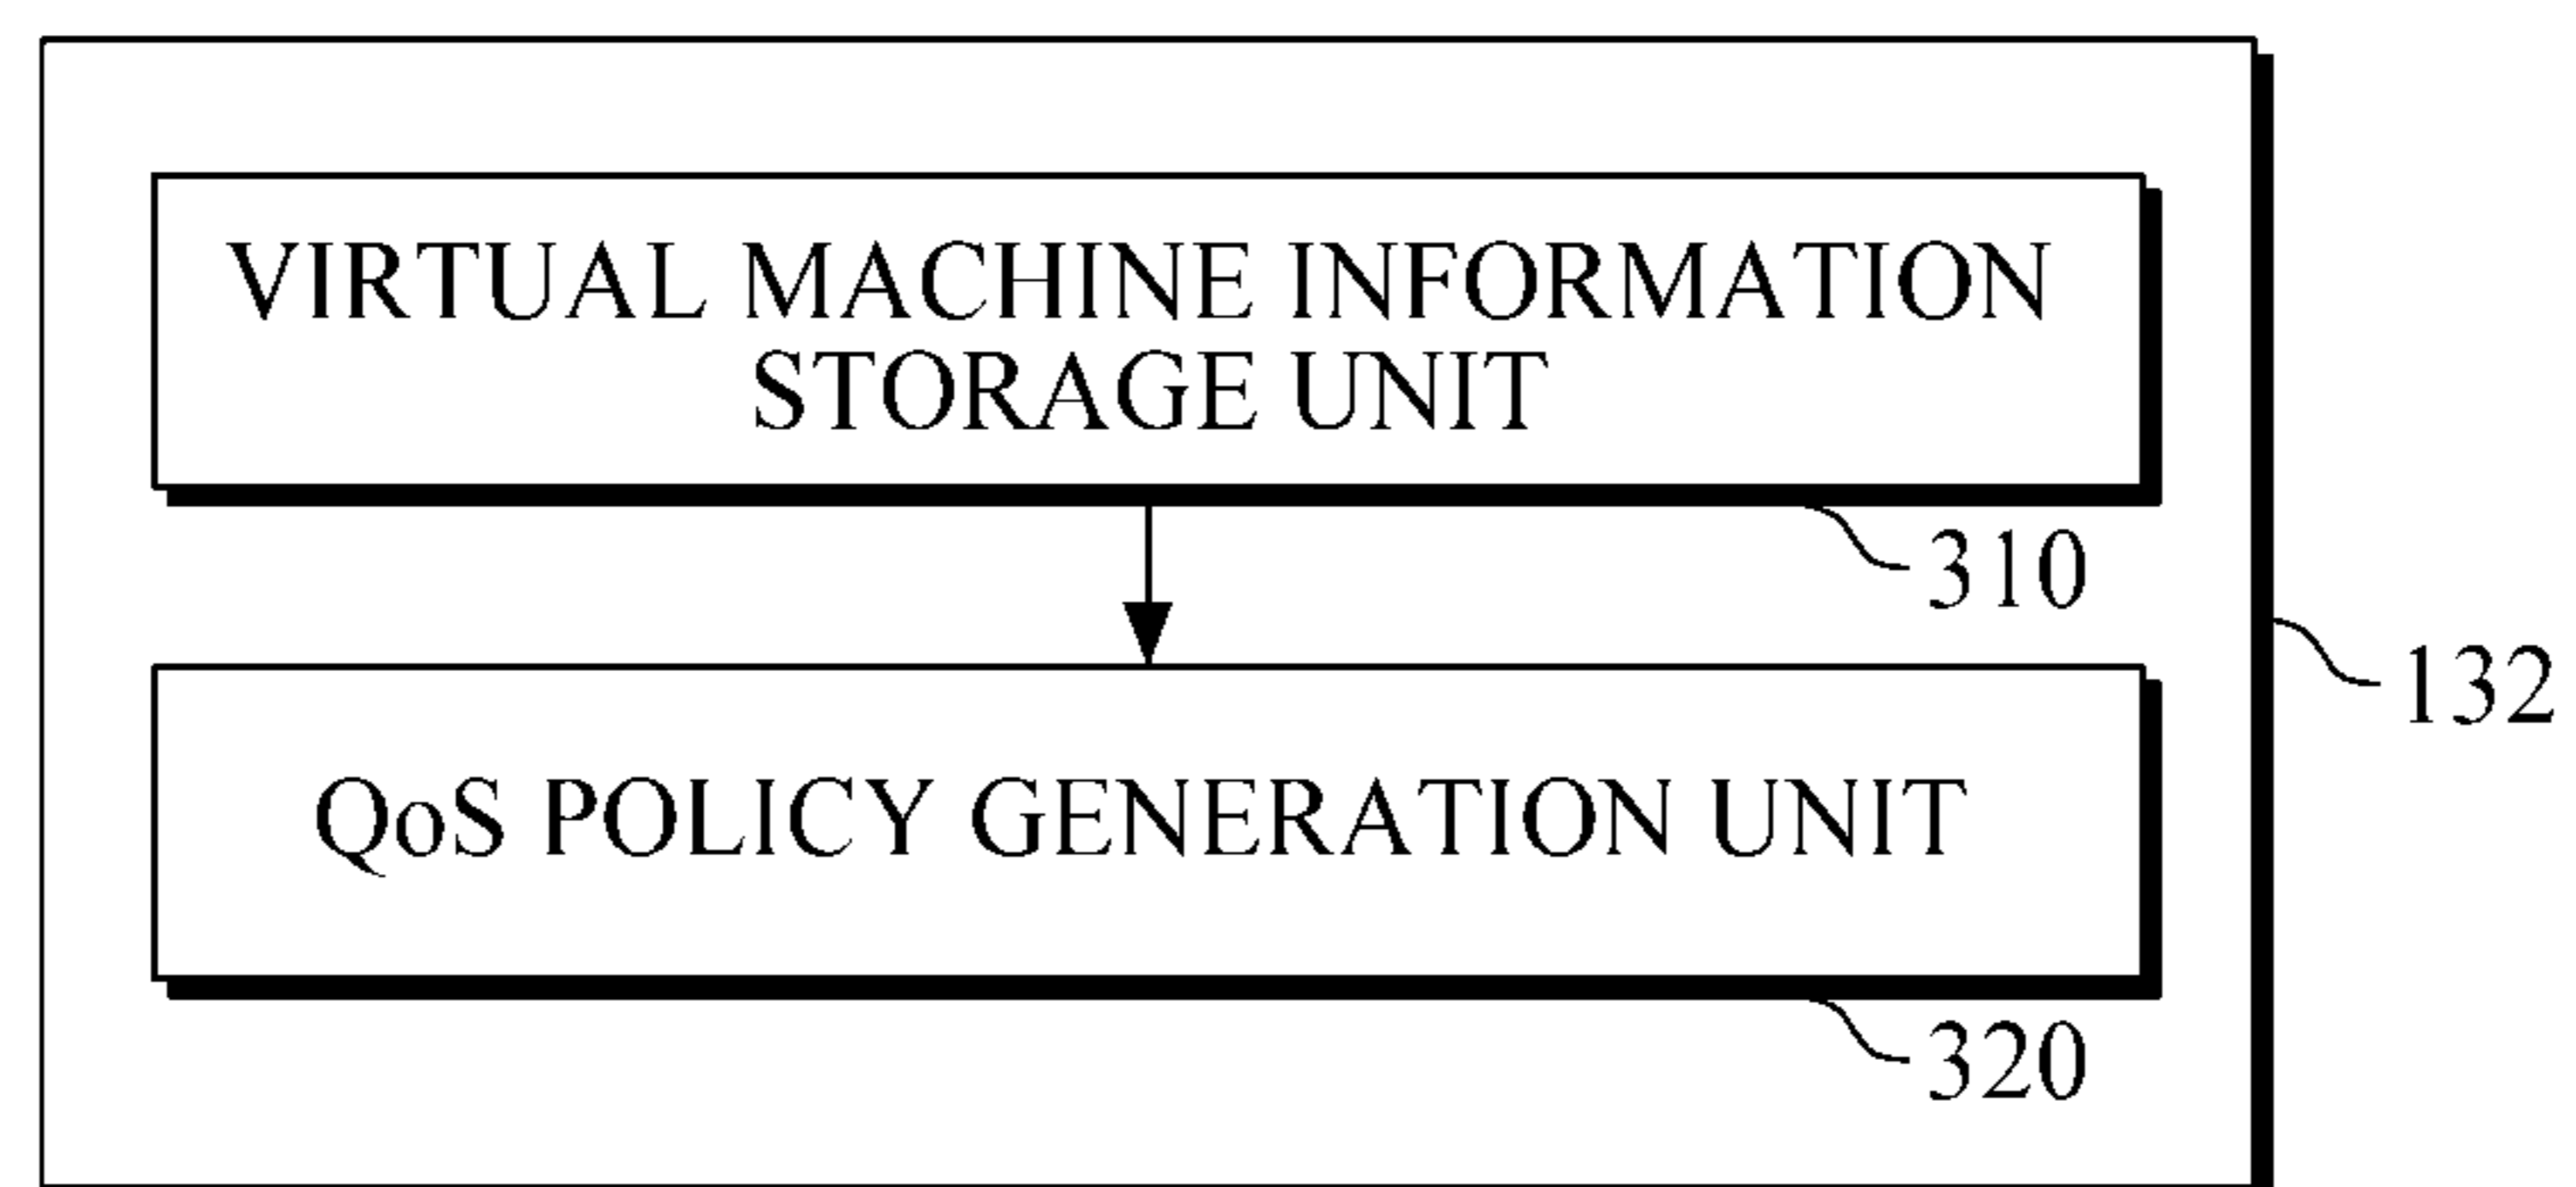 VIRTUAL MACHINE INFORMATION
STORAGE UNIT
310
132
QoS POLICY GENERATION UNIT
320